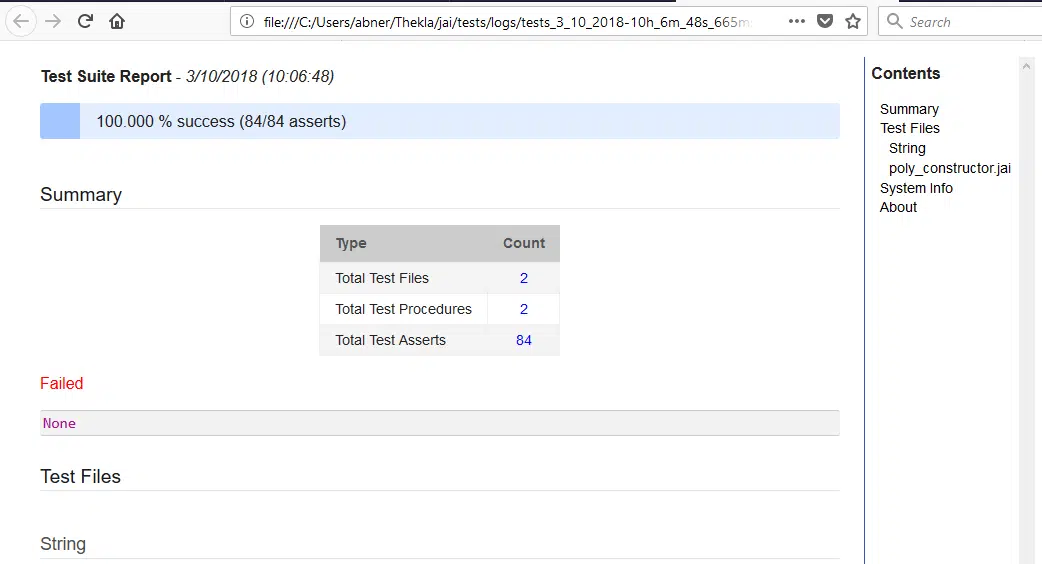 file:///C:/Users/abner/Thekla/jai/tests/logs/tests_3_10_2018-10h_6m_48s_665m
Search
Test Suite Report - 3/10/2018 (10:06:48)
100.000 % success (84/84 asserts)
Summary
Type Count
Total Test Files 2
Total Test Procedures 2
Total Test Asserts 84
Failed
None
Test Files
String
Contents
Summary
Test Files
String
poly_constructor.jai
System Info
About